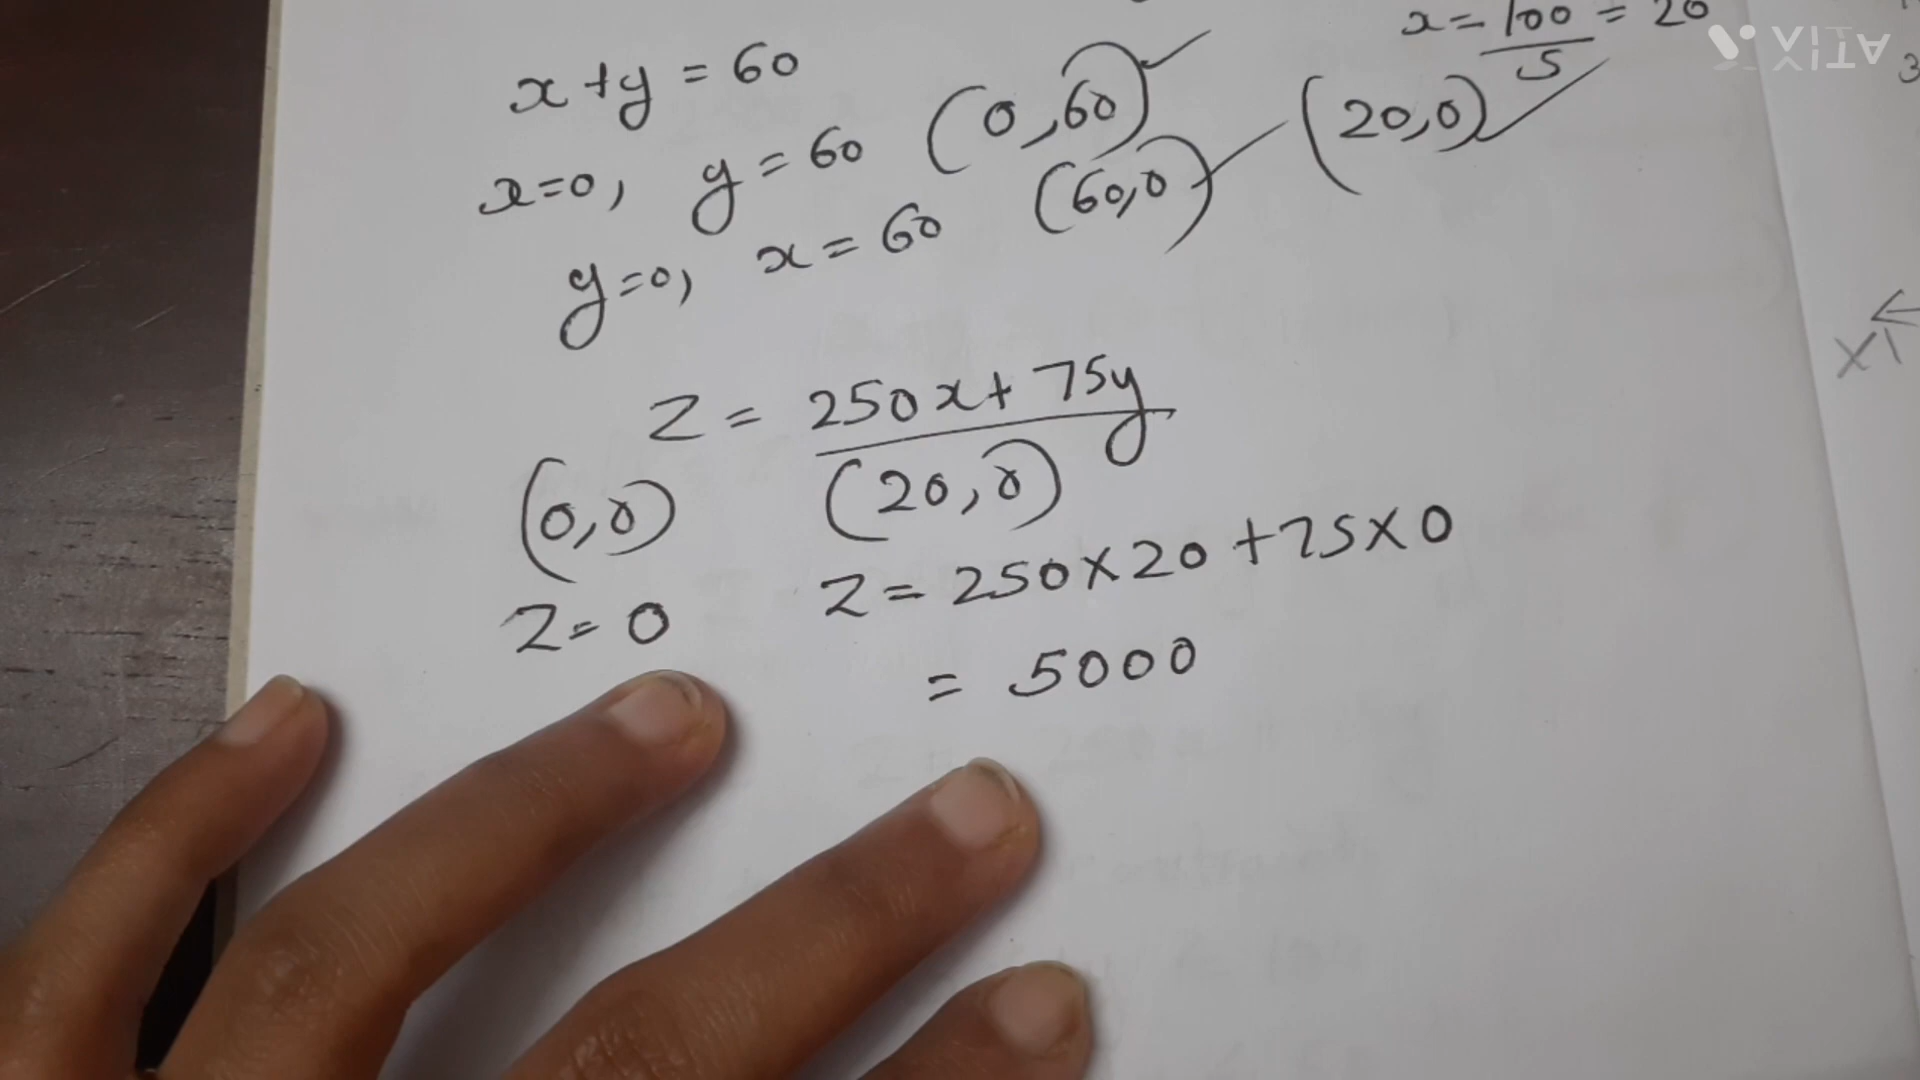 x = 100/5 = 20
(20,0)
x + y = 60
x=0, y = 60 (0,60)
y=0, x = 60 (60,0)
Z = 250x + 75y
(0,0) (20,0)
Z = 0 Z = 250 × 20 + 75 × 0
= 5000
X'